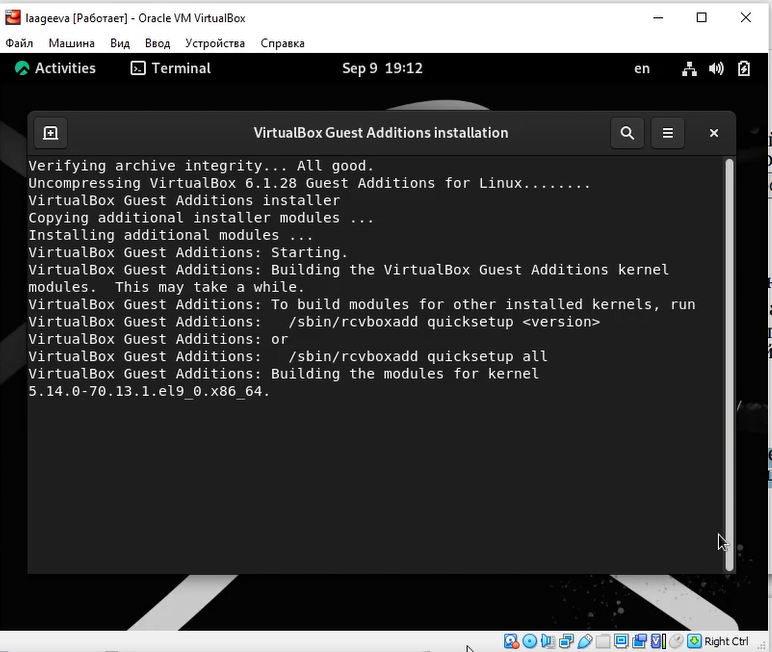 laageeva [Работает] - Oracle VM VirtualBox
Файл Машина Вид Ввод Устройства Справка
Activities Terminal Sep 9 19:12 en
VirtualBox Guest Additions installation
Verifying archive integrity... All good.
Uncompressing VirtualBox 6.1.28 Guest Additions for Linux........
VirtualBox Guest Additions installer
Copying additional installer modules ...
Installing additional modules ...
VirtualBox Guest Additions: Starting.
VirtualBox Guest Additions: Building the VirtualBox Guest Additions kernel
modules.  This may take a while.
VirtualBox Guest Additions: To build modules for other installed kernels, run
VirtualBox Guest Additions:   /sbin/rcvboxadd quicksetup <version>
VirtualBox Guest Additions: or
VirtualBox Guest Additions:   /sbin/rcvboxadd quicksetup all
VirtualBox Guest Additions: Building the modules for kernel
5.14.0-70.13.1.el9_0.x86_64.
Right Ctrl